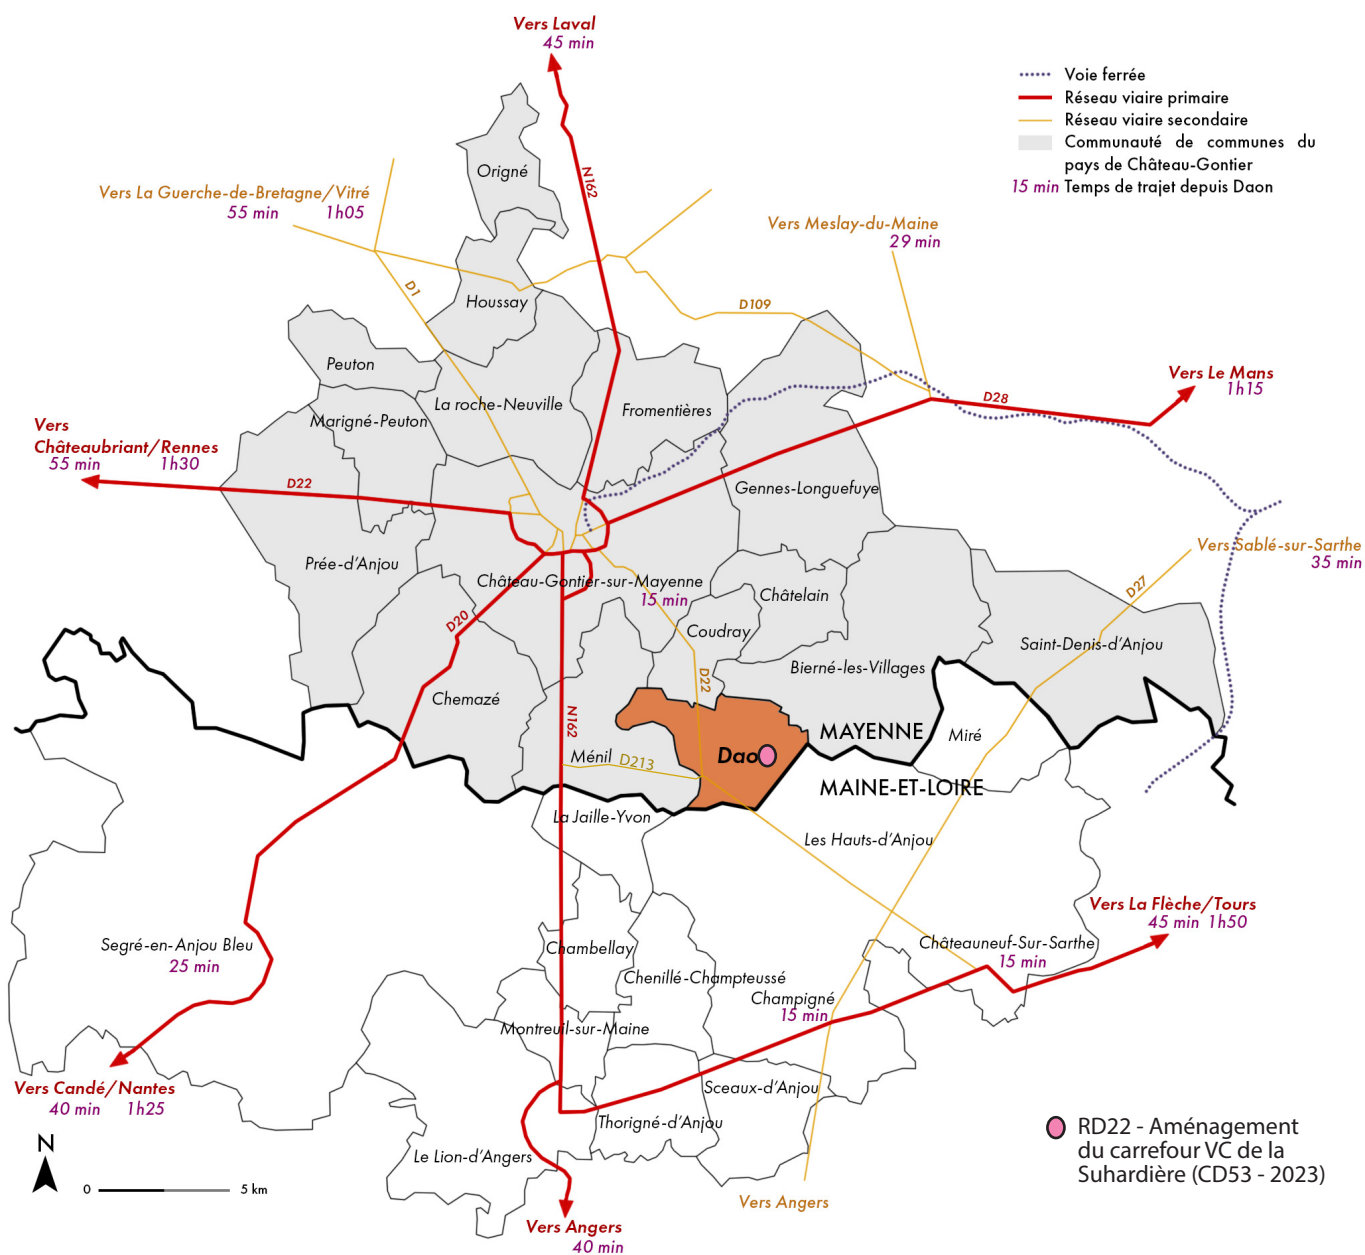 Vers Laval
45 min
Voie ferrée
Réseau viaire primaire
Réseau viaire secondaire
Communauté de communes du
pays de Château-Gontier
15 min Temps de trajet depuis Daon
Origné
N162
Vers La Guerche-de-Bretagne/Vitré
55 min 1h05
Vers Meslay-du-Maine
29 min
D1
Houssay
D109
Peuton
Vers Le Mans
1h15
D28
La roche-Neuville
Fromentières
Marigné-Peuton
Vers
Châteaubriant/Rennes
55 min 1h30
D22
Gennes-Longuefuye
Vers Sablé-sur-Sarthe
35 min
Prée-d'Anjou
Château-Gontier-sur-Mayenne
15 min
Châtelain
D27
D20
Coudray
Saint-Denis-d'Anjou
Bierné-les-Villages
D22
Chemazé
N162
MAYENNE
Miré
Ménil
D213
Dao
MAINE-ET-LOIRE
La Jaille-Yvon
Les Hauts-d'Anjou
Vers La Flèche/Tours
45 min 1h50
Segré-en-Anjou Bleu
25 min
Chambellay
Châteauneuf-Sur-Sarthe
15 min
Chenillé-Champteussé
Champigné
15 min
Montreuil-sur-Maine
Vers Candé/Nantes
40 min 1h25
Sceaux-d'Anjou
Thorigné-d'Anjou
Le Lion-d'Angers
RD22 - Aménagement
du carrefour VC de la
Suhardière (CD53 - 2023)
N
0 5 km
Vers Angers
Vers Angers
40 min